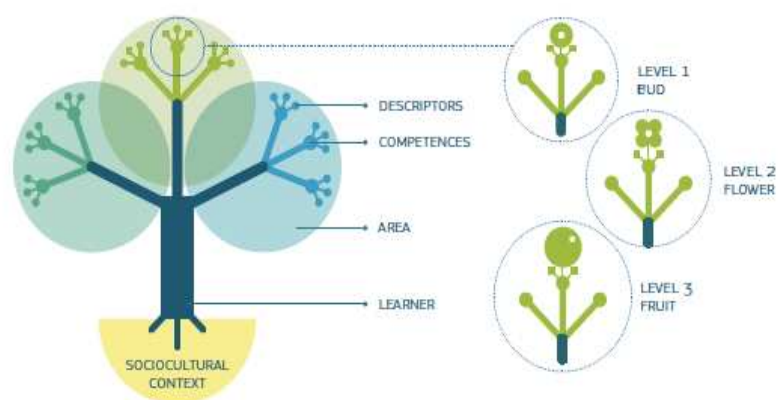 DESCRIPTORS
COMPETENCES
AREA
LEARNER
SOCIOCULTURAL
CONTEXT
LEVEL 1
BUD
LEVEL 2
FLOWER
LEVEL 3
FRUIT